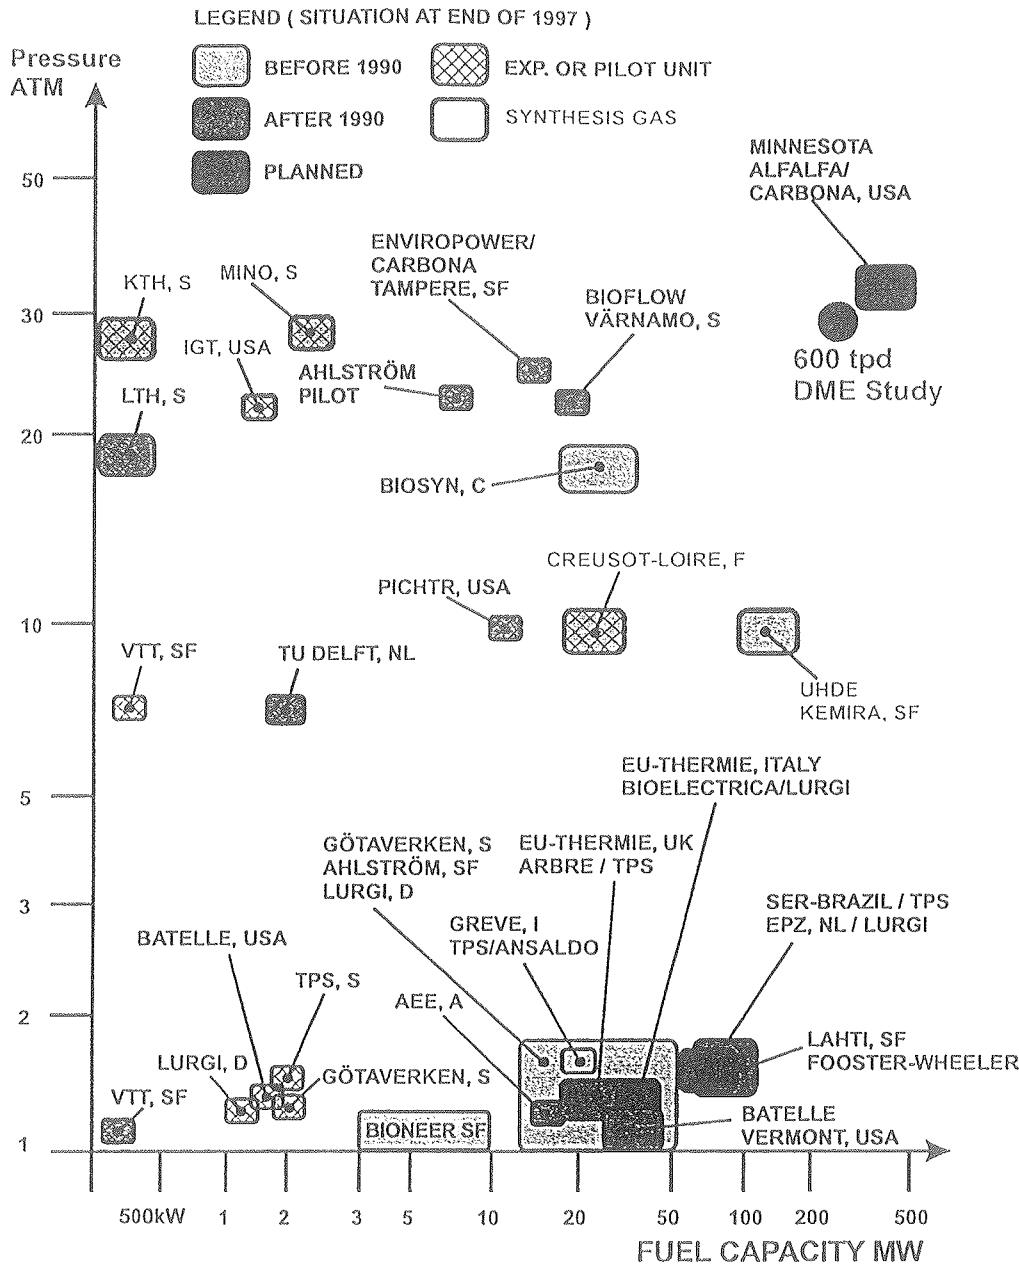 LEGEND ( SITUATION AT END OF 1997 )
Pressure
ATM
BEFORE 1990
EXP. OR PILOT UNIT
AFTER 1990
SYNTHESIS GAS
PLANNED
MINNESOTA
ALFALFA/
CARBONA, USA
50
ENVIROPOWER/
CARBONA
TAMPERE, SF
KTH, S
MINO, S
BIOFLOW
VÄRNAMO, S
30
IGT, USA
AHLSTRÖM
PILOT
600 tpd
DME Study
LTH, S
20
BIOSYN, C
CREUSOT-LOIRE, F
PICHTR, USA
10
VTT, SF
TU DELFT, NL
UHDE
KEMIRA, SF
EU-THERMIE, ITALY
BIOELECTRICA/LURGI
5
GÖTAVERKEN, S
AHLSTRÖM, SF
LURGI, D
EU-THERMIE, UK
ARBRE / TPS
3
SER-BRAZIL / TPS
EPZ, NL / LURGI
GREVE, I
TPS/ANSALDO
BATELLE, USA
TPS, S
AEE, A
2
LAHTI, SF
FOOSTER-WHEELER
LURGI, D
GÖTAVERKEN, S
VTT, SF
BIONEER SF
BATELLE
VERMONT, USA
1
500kW 1 2 3 5 10 20 50 100 200 500
FUEL CAPACITY MW